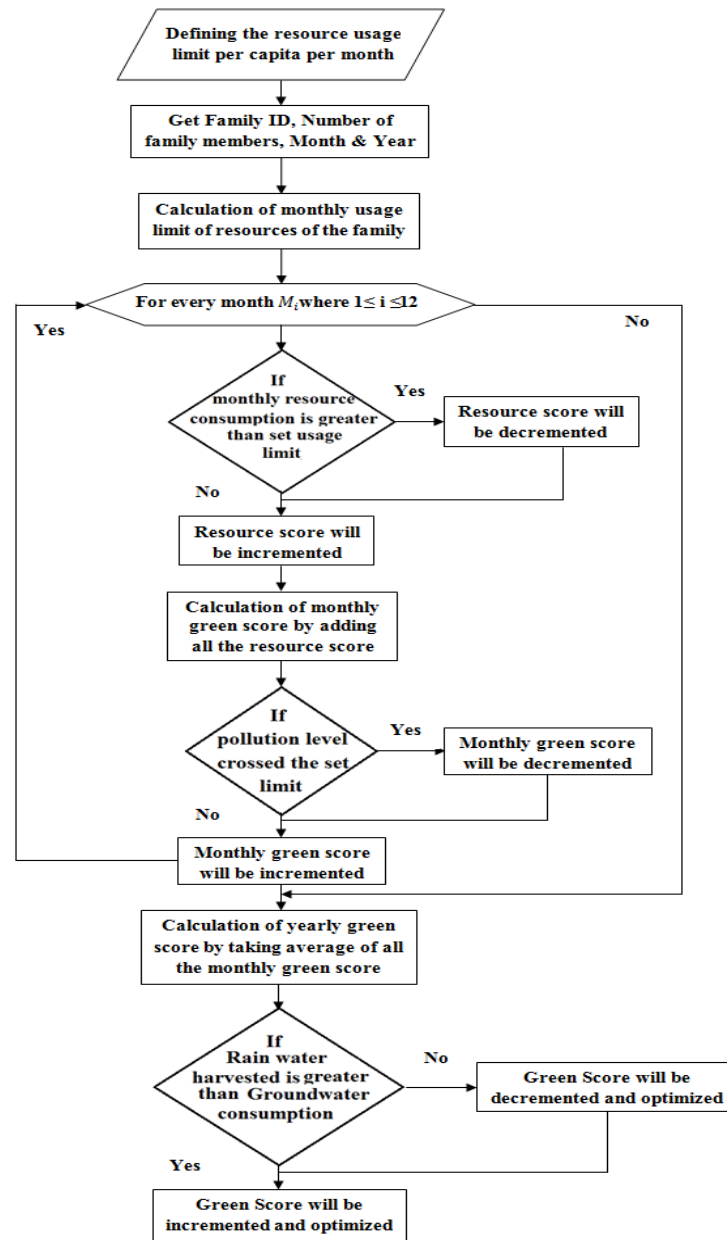 Defining the resource usage
limit per capita per month
Get Family ID, Number of
family members, Month & Year
Calculation of monthly usage
limit of resources of the family
For every month Mᵢ where 1≤ i ≤12
Yes
No
If
monthly resource
consumption is greater
than set usage
limit
Yes
Resource score will
be decremented
No
Resource score will
be incremented
Calculation of monthly
green score by adding
all the resource score
If
pollution level
crossed the set
limit
Yes
Monthly green score
will be decremented
No
Monthly green score
will be incremented
Calculation of yearly green
score by taking average of all
the monthly green score
If
Rain water
harvested is greater
than Groundwater
consumption
No
Green Score will be
decremented and optimized
Yes
Green Score will be
incremented and optimized